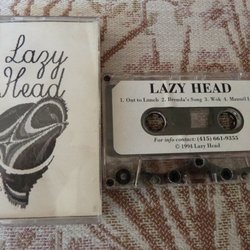 Lazy
Head
LAZY HEAD
1. Out to Lunch 2. Brenda's Song 3. Wok 4.
For info contact: (415) 661-9355
© 1994 Lazy Head